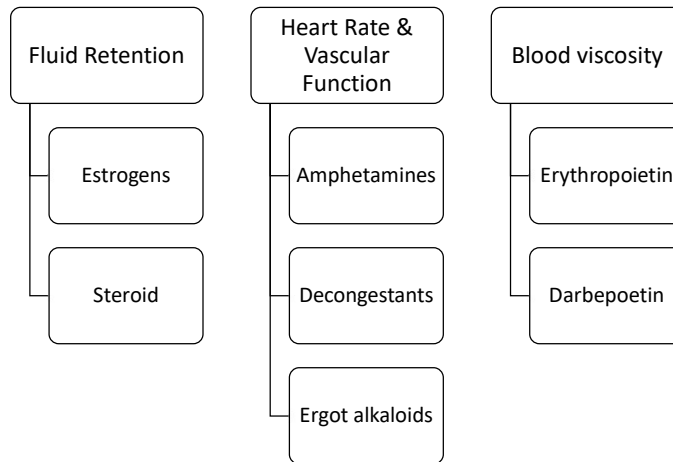 Fluid Retention
Estrogens
Steroid
Heart Rate &
Vascular
Function
Amphetamines
Decongestants
Ergot alkaloids
Blood viscosity
Erythropoietin
Darbepoetin